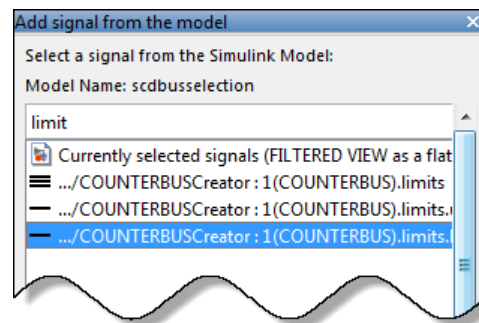 Add signal from the model
Select a signal from the Simulink Model:
Model Name: scdbusselection
limit
Currently selected signals (FILTERED VIEW as a flat
.../COUNTERBUSCreator : 1(COUNTERBUS).limits
.../COUNTERBUSCreator : 1(COUNTERBUS).limits.
.../COUNTERBUSCreator : 1(COUNTERBUS).limits.